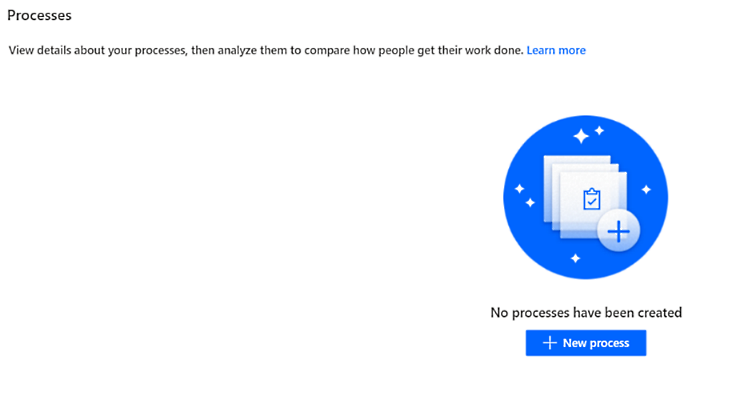 Processes
View details about your processes, then analyze them to compare how people get their work done. Learn more
No processes have been created
New process